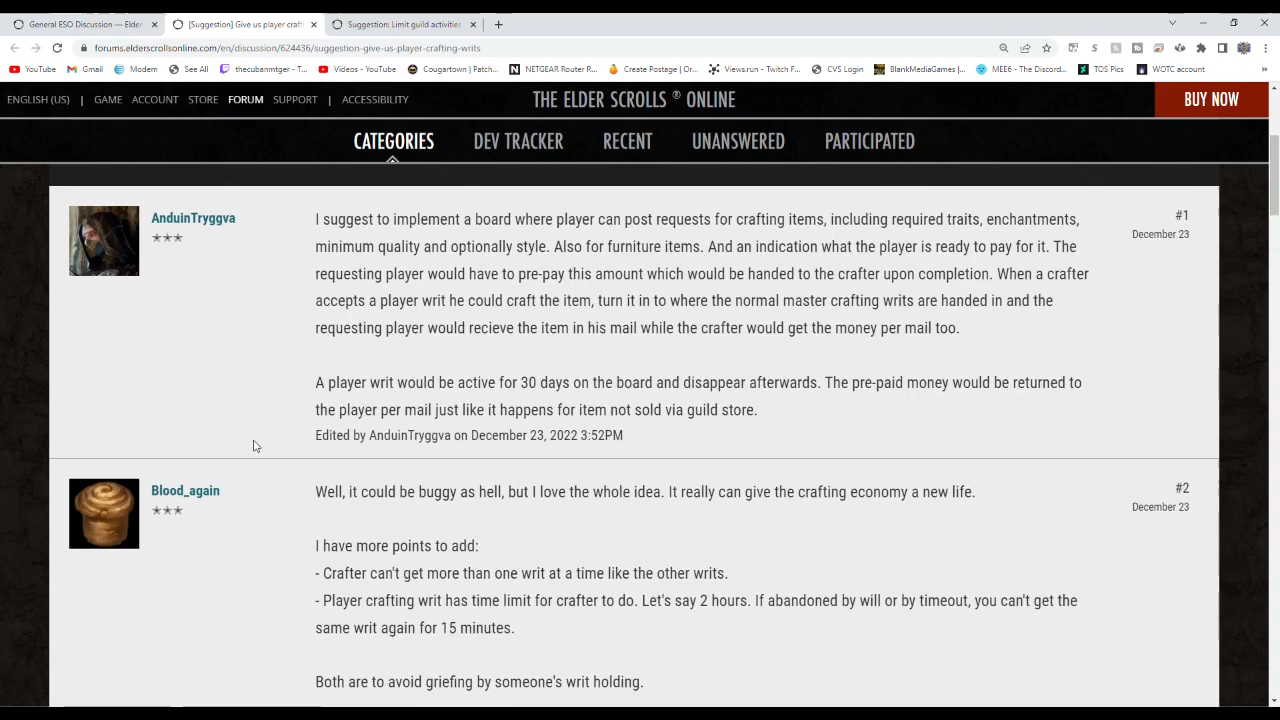 General ESO Discussion — Elder
[Suggestion] Give us player craft
Suggestion: Limit guild activities
forums.elderscrollsonline.com/en/discussion/624436/suggestion-give-us-player-crafting-writs
YouTube Gmail Modem See All thecubanmtger - T... Videos - YouTube Cougartown | Patch... NETGEAR Router R... Create Postage | Or... Views.run - Twitch F... CVS Login BlankMediaGames |... MEE6 - The Discord... TOS Pics WOTC account »
ENGLISH (US) | GAME ACCOUNT STORE FORUM SUPPORT | ACCESSIBILITY
THE ELDER SCROLLS ® ONLINE
BUY NOW
CATEGORIES DEV TRACKER RECENT UNANSWERED PARTICIPATED
AnduinTryggva
#1
December 23
I suggest to implement a board where player can post requests for crafting items, including required traits, enchantments,
minimum quality and optionally style. Also for furniture items. And an indication what the player is ready to pay for it. The
requesting player would have to pre-pay this amount which would be handed to the crafter upon completion. When a crafter
accepts a player writ he could craft the item, turn it in to where the normal master crafting writs are handed in and the
requesting player would recieve the item in his mail while the crafter would get the money per mail too.
A player writ would be active for 30 days on the board and disappear afterwards. The pre-paid money would be returned to
the player per mail just like it happens for item not sold via guild store.
Edited by AnduinTryggva on December 23, 2022 3:52PM
Blood_again
#2
December 23
Well, it could be buggy as hell, but I love the whole idea. It really can give the crafting economy a new life.
I have more points to add:
- Crafter can't get more than one writ at a time like the other writs.
- Player crafting writ has time limit for crafter to do. Let's say 2 hours. If abandoned by will or by timeout, you can't get the
same writ again for 15 minutes.
Both are to avoid griefing by someone's writ holding.